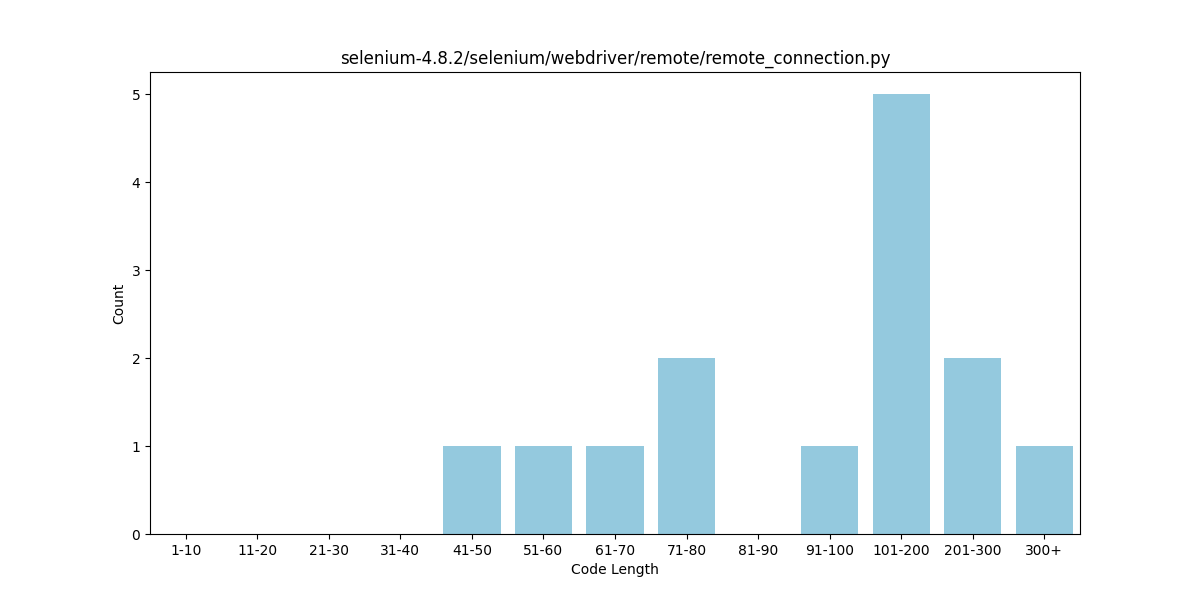 selenium-4.8.2/selenium/webdriver/remote/remote_connection.py
5
4
3
2
1
0
Count
1-10 11-20 21-30 31-40 41-50 51-60 61-70 71-80 81-90 91-100 101-200 201-300 300+
Code Length